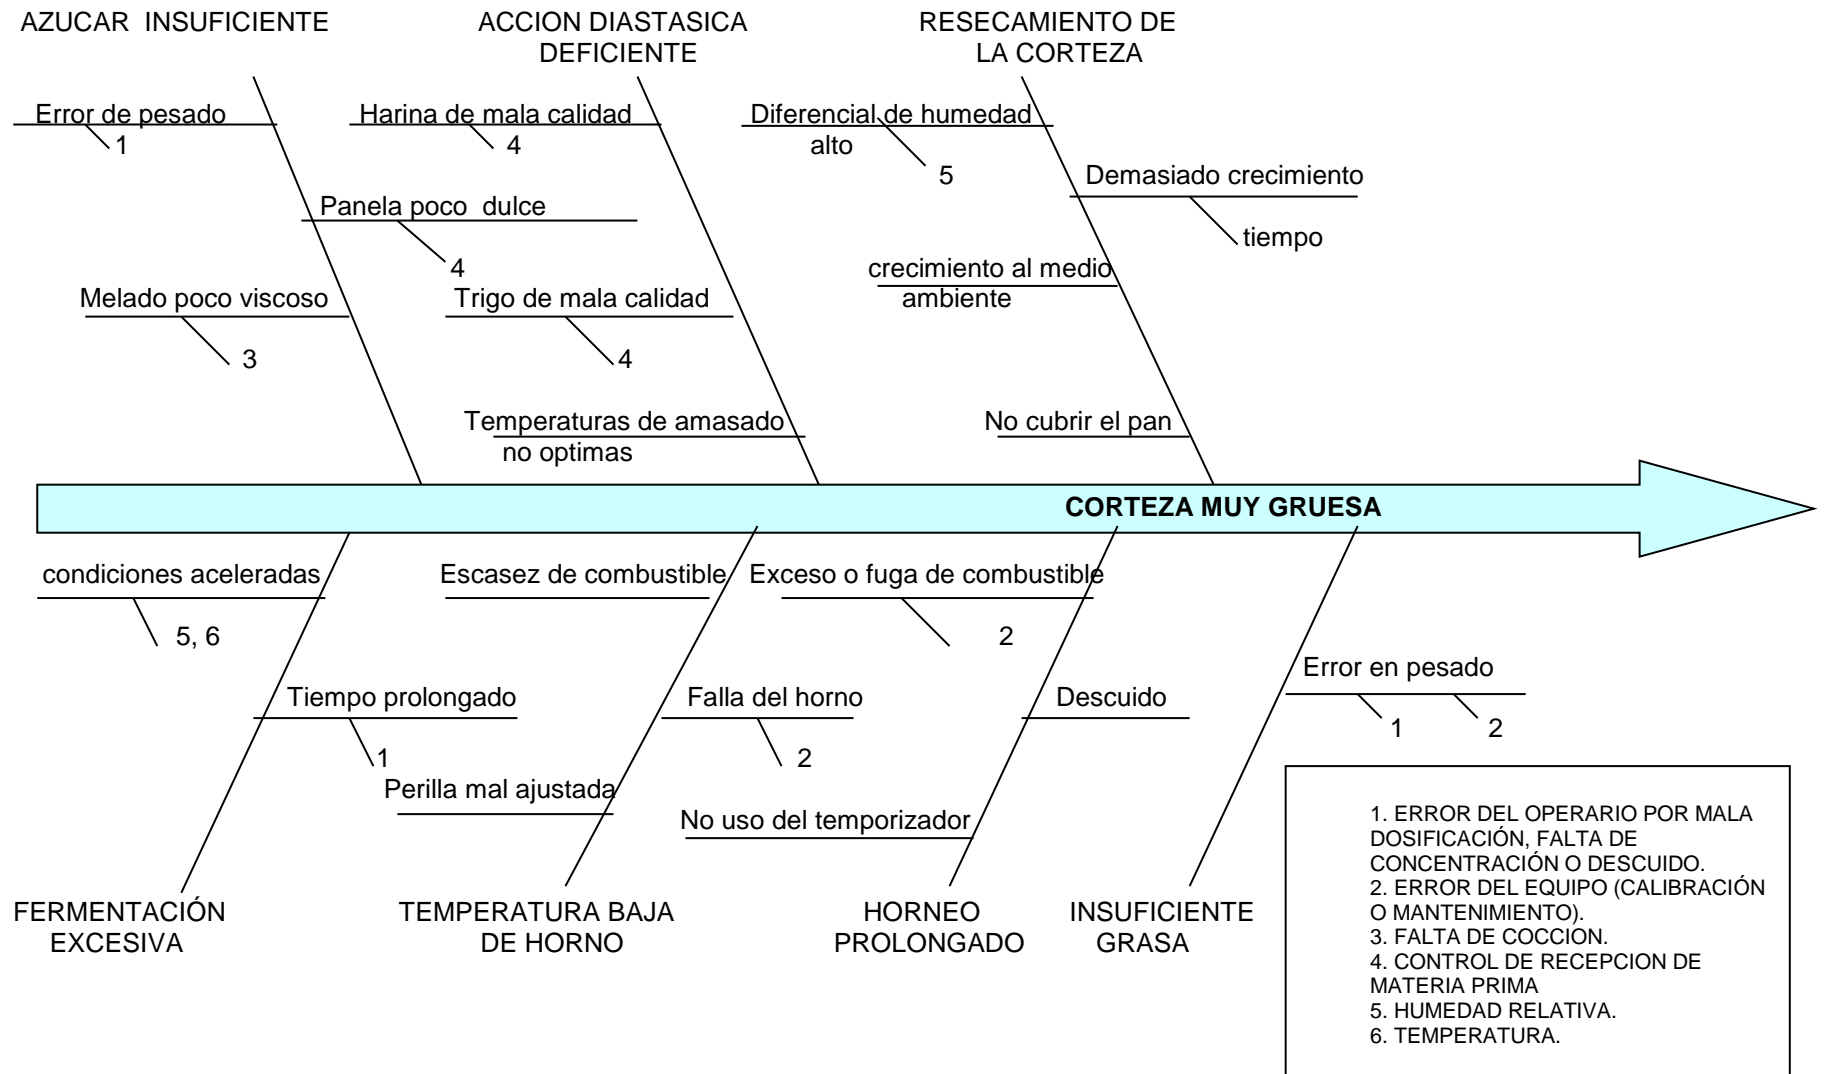 AZUCAR INSUFICIENTE
ACCION DIASTASICA
DEFICIENTE
RESECAMIENTO DE
LA CORTEZA
Error de pesado
1
Harina de mala calidad
4
Diferencial de humedad
alto
5
Demasiado crecimiento
tiempo
Panela poco dulce
4
crecimiento al medio
ambiente
Melado poco viscoso
3
Trigo de mala calidad
4
Temperaturas de amasado
no optimas
No cubrir el pan
CORTEZA MUY GRUESA
condiciones aceleradas
5, 6
Escasez de combustible
Exceso o fuga de combustible
2
Error en pesado
1
2
Tiempo prolongado
1
Falla del horno
2
Descuido
Perilla mal ajustada
No uso del temporizador
FERMENTACIÓN
EXCESIVA
TEMPERATURA BAJA
DE HORNO
HORNEO
PROLONGADO
INSUFICIENTE
GRASA
1. ERROR DEL OPERARIO POR MALA
DOSIFICACIÓN, FALTA DE
CONCENTRACIÓN O DESCUIDO.
2. ERROR DEL EQUIPO (CALIBRACIÓN
O MANTENIMIENTO).
3. FALTA DE COCCION.
4. CONTROL DE RECEPCION DE
MATERIA PRIMA
5. HUMEDAD RELATIVA.
6. TEMPERATURA.